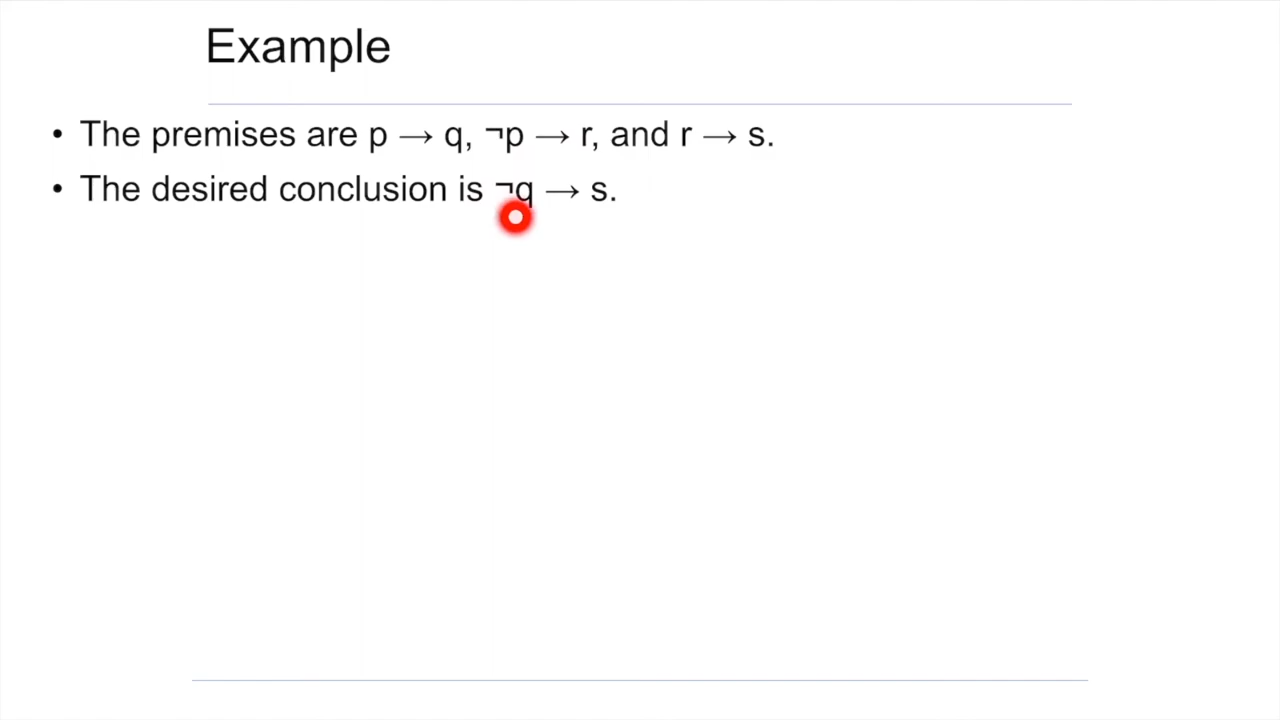 Example
• The premises are p → q, ¬p → r, and r → s.
• The desired conclusion is ¬q → s.